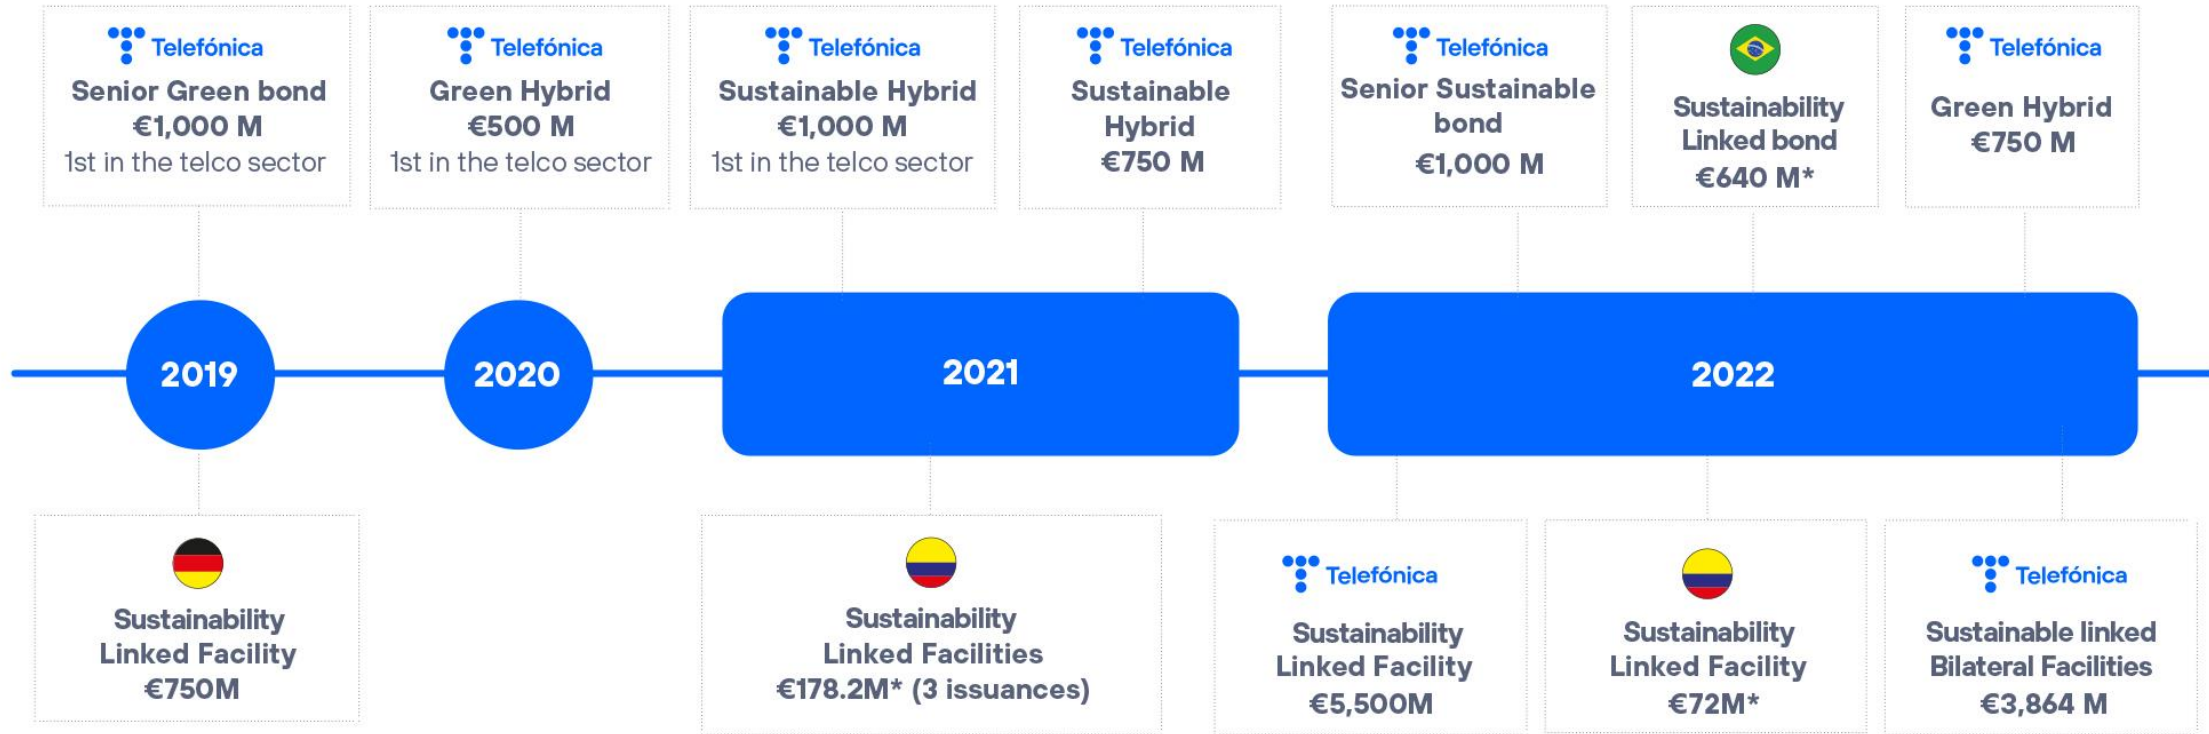 Telefónica
Senior Green bond
€1,000 M
1st in the telco sector
Telefónica
Green Hybrid
€500 M
1st in the telco sector
Telefónica
Sustainable Hybrid
€1,000 M
1st in the telco sector
Telefónica
Sustainable
Hybrid
€750 M
Telefónica
Senior Sustainable
bond
€1,000 M
Sustainability
Linked bond
€640 M*
Telefónica
Green Hybrid
€750 M
2019
2020
2021
2022
Sustainability
Linked Facility
€750M
Sustainability
Linked Facilities
€178.2M* (3 issuances)
Telefónica
Sustainability
Linked Facility
€5,500M
Sustainability
Linked Facility
€72M*
Telefónica
Sustainable linked
Bilateral Facilities
€3,864 M